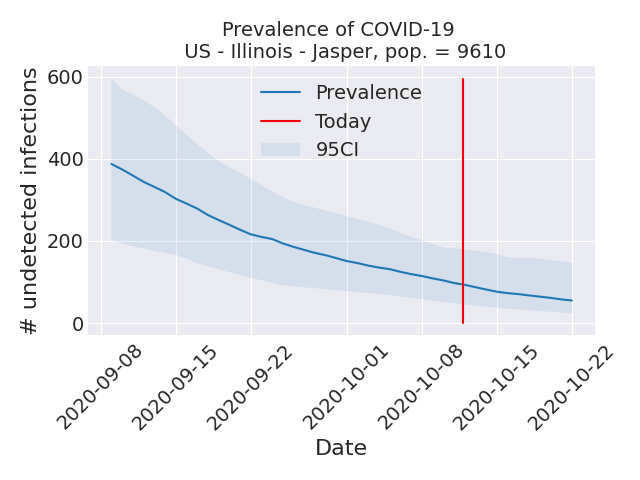 Prevalence of COVID-19
US - Illinois - Jasper, pop. = 9610
# undetected infections
600
400
200
0
Prevalence
Today
95CI
2020-09-08
2020-09-15
2020-09-22
2020-10-01
2020-10-08
2020-10-15
2020-10-22
Date